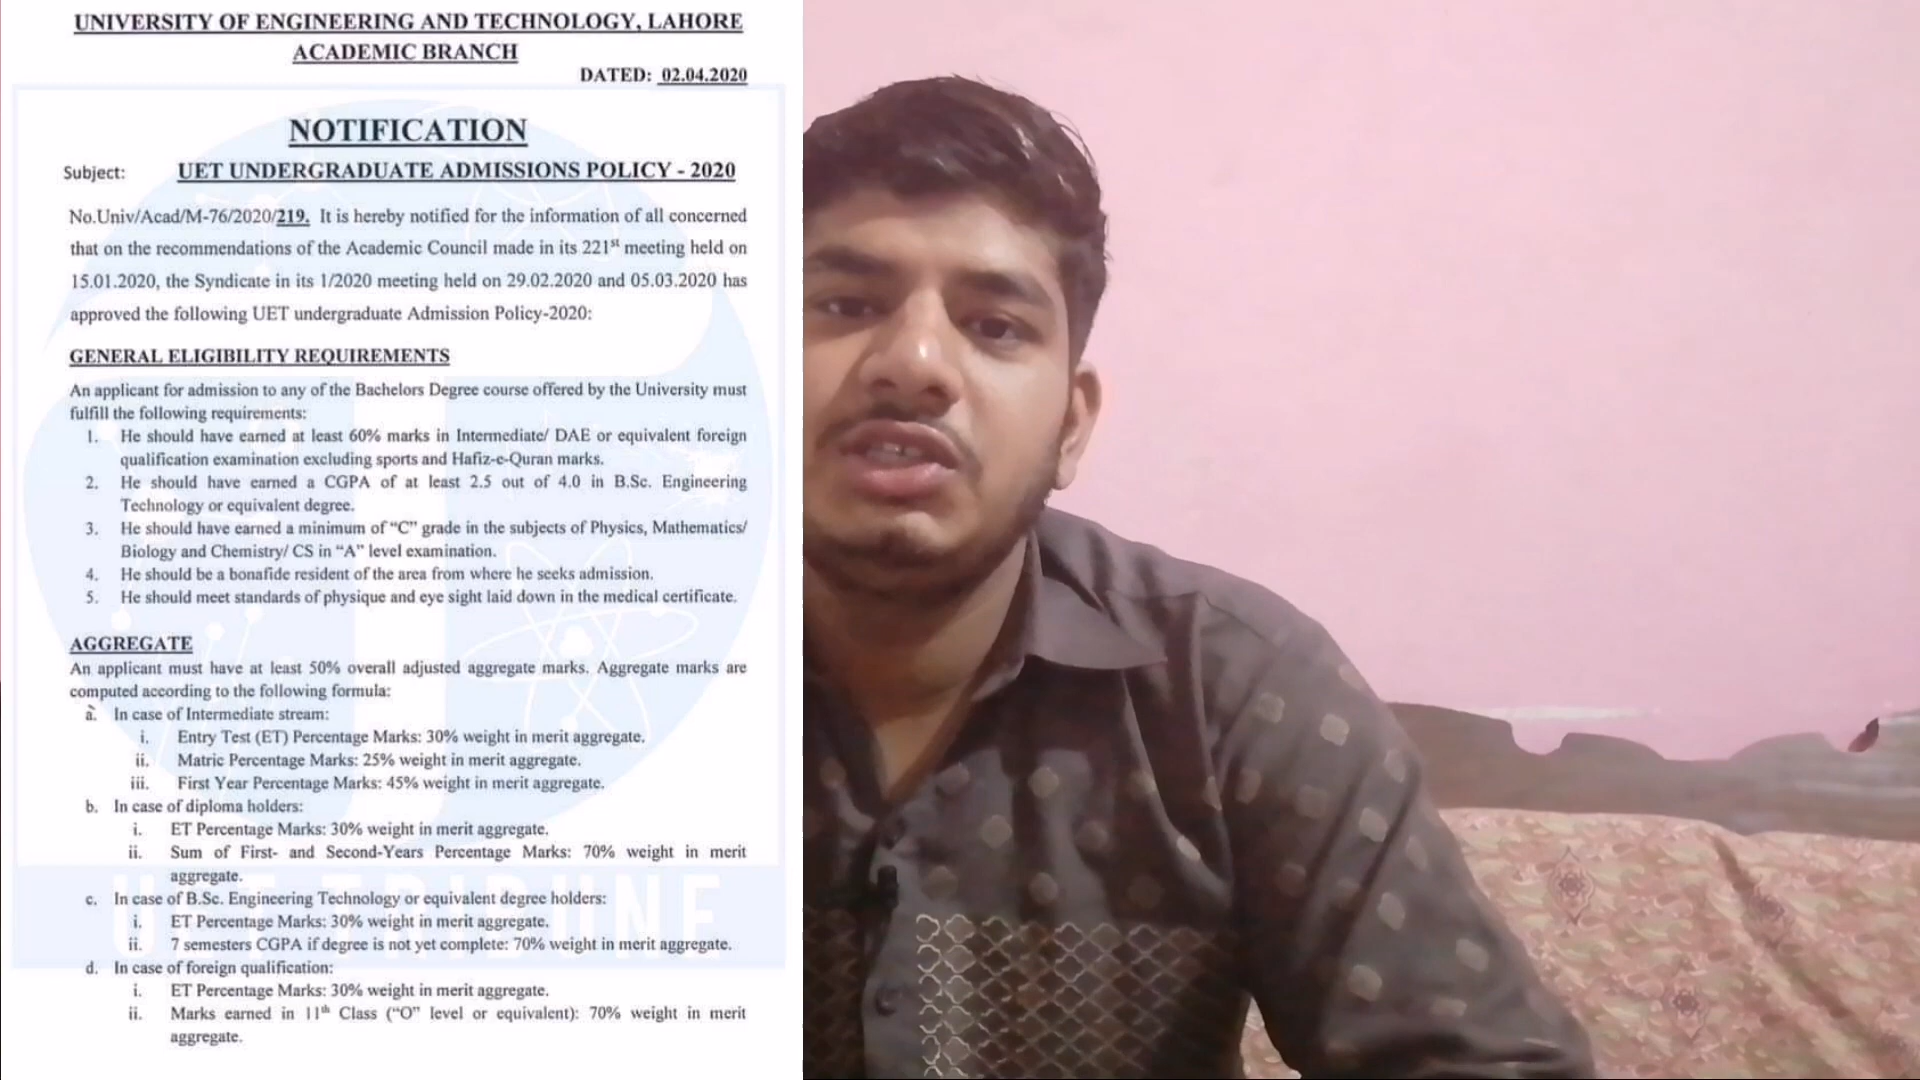 UNIVERSITY OF ENGINEERING AND TECHNOLOGY, LAHORE
ACADEMIC BRANCH
DATED: 02.04.2020
NOTIFICATION
Subject: UET UNDERGRADUATE ADMISSIONS POLICY - 2020
No.Univ/Acad/M-76/2020/219. It is hereby notified for the information of all concerned
that on the recommendations of the Academic Council made in its 221st meeting held on
15.01.2020, the Syndicate in its 1/2020 meeting held on 29.02.2020 and 05.03.2020 has
approved the following UET undergraduate Admission Policy-2020:
GENERAL ELIGIBILITY REQUIREMENTS
An applicant for admission to any of the Bachelors Degree course offered by the University must
fulfill the following requirements:
1. He should have earned at least 60% marks in Intermediate/ DAE or equivalent foreign
qualification examination excluding sports and Hafiz-e-Quran marks.
2. He should have earned a CGPA of at least 2.5 out of 4.0 in B.Sc. Engineering
Technology or equivalent degree.
3. He should have earned a minimum of “C” grade in the subjects of Physics, Mathematics/
Biology and Chemistry/ CS in “A” level examination.
4. He should be a bonafide resident of the area from where he seeks admission.
5. He should meet standards of physique and eye sight laid down in the medical certificate.
AGGREGATE
An applicant must have at least 50% overall adjusted aggregate marks. Aggregate marks are
computed according to the following formula:
a. In case of Intermediate stream:
i. Entry Test (ET) Percentage Marks: 30% weight in merit aggregate.
ii. Matric Percentage Marks: 25% weight in merit aggregate.
iii. First Year Percentage Marks: 45% weight in merit aggregate.
b. In case of diploma holders:
i. ET Percentage Marks: 30% weight in merit aggregate.
ii. Sum of First- and Second-Years Percentage Marks: 70% weight in merit
aggregate.
c. In case of B.Sc. Engineering Technology or equivalent degree holders:
i. ET Percentage Marks: 30% weight in merit aggregate.
ii. 7 semesters CGPA if degree is not yet complete: 70% weight in merit aggregate.
d. In case of foreign qualification:
i. ET Percentage Marks: 30% weight in merit aggregate.
ii. Marks earned in 11th Class (“O” level or equivalent): 70% weight in merit
aggregate.
UET TRIBUNE